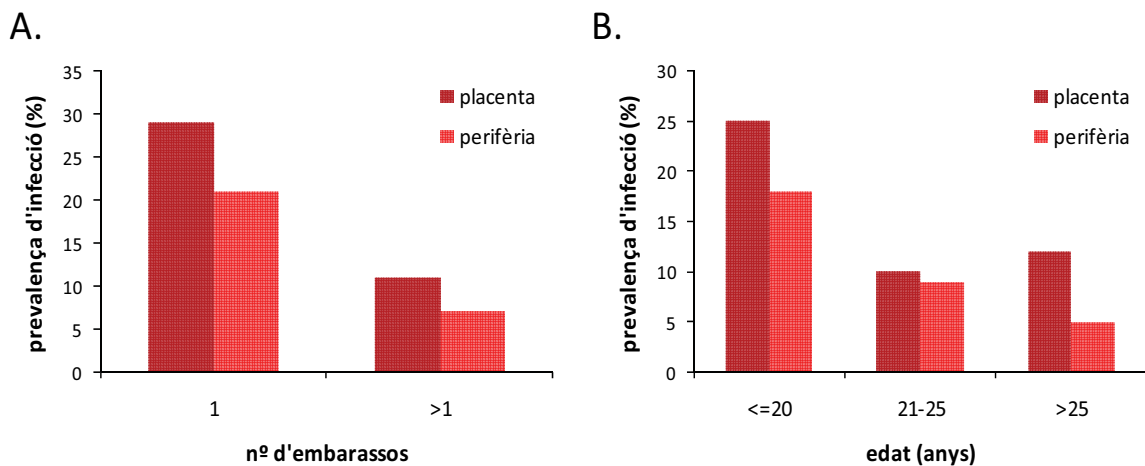 A.
prevalença d'infecció (%)
35
30
25
20
15
10
5
0
placenta
perifèria
1
>1
nº d'embarassos
B.
prevalença d'infecció (%)
30
25
20
15
10
5
0
placenta
perifèria
<=20
21-25
>25
edat (anys)